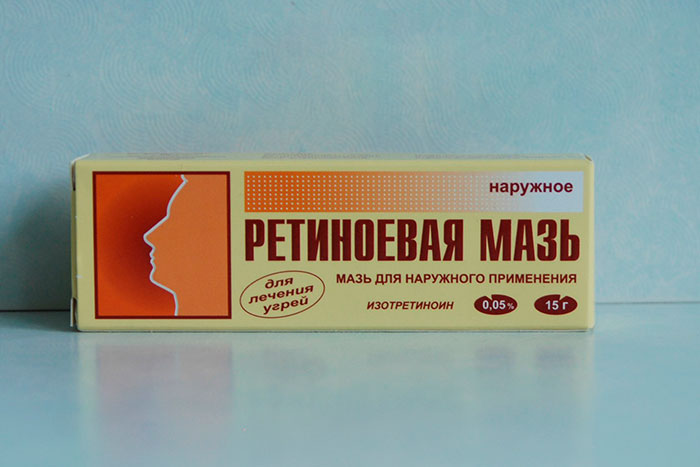 наружное
РЕТИНОЕВАЯ МАЗЬ
МАЗЬ ДЛЯ НАРУЖНОГО ПРИМЕНЕНИЯ
для
лечения
угрей
ИЗОТРЕТИНОИН 0,05% 15 г